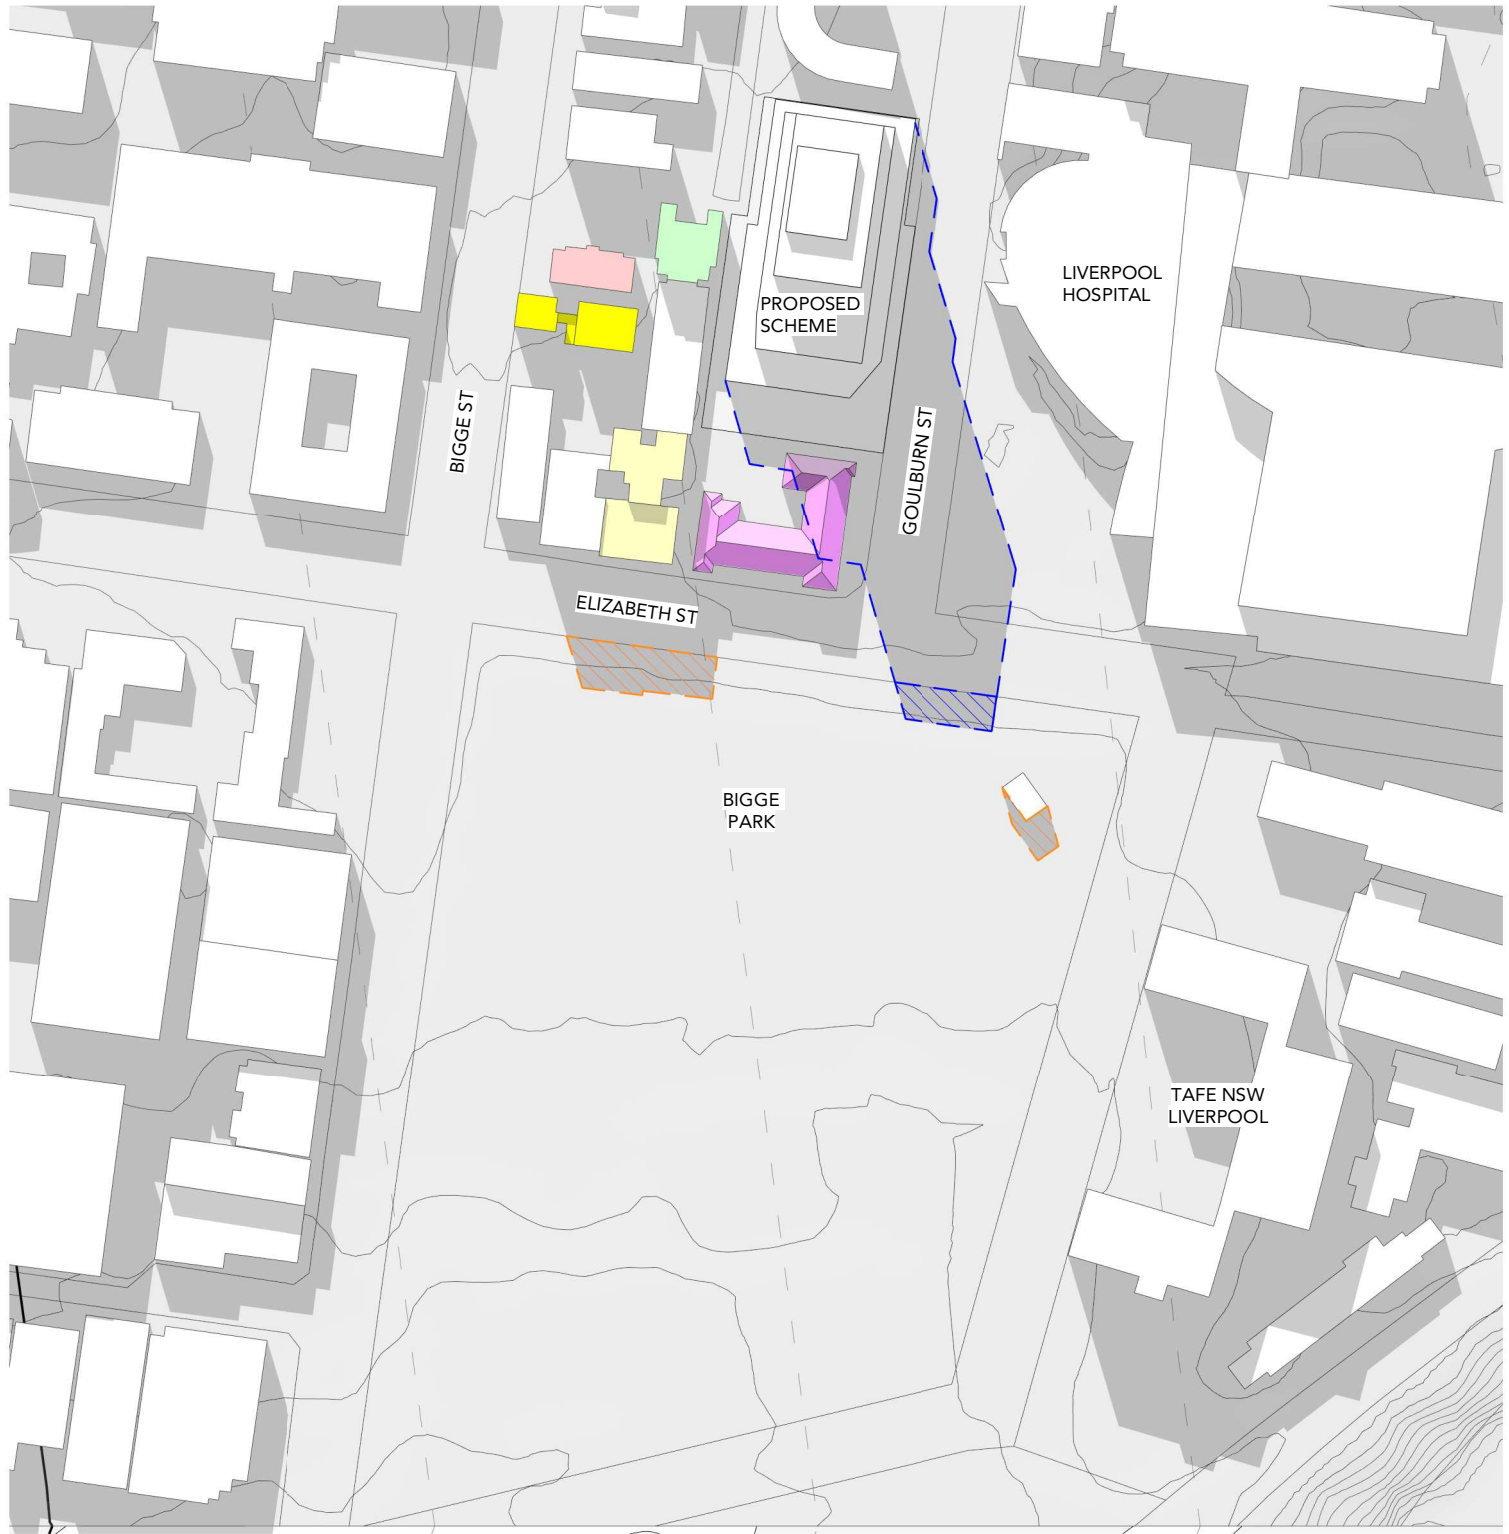 LIVERPOOL
HOSPITAL
PROPOSED
SCHEME
BIGGE ST
GOULBURN ST
ELIZABETH ST
BIGGE
PARK
TAFE NSW
LIVERPOOL